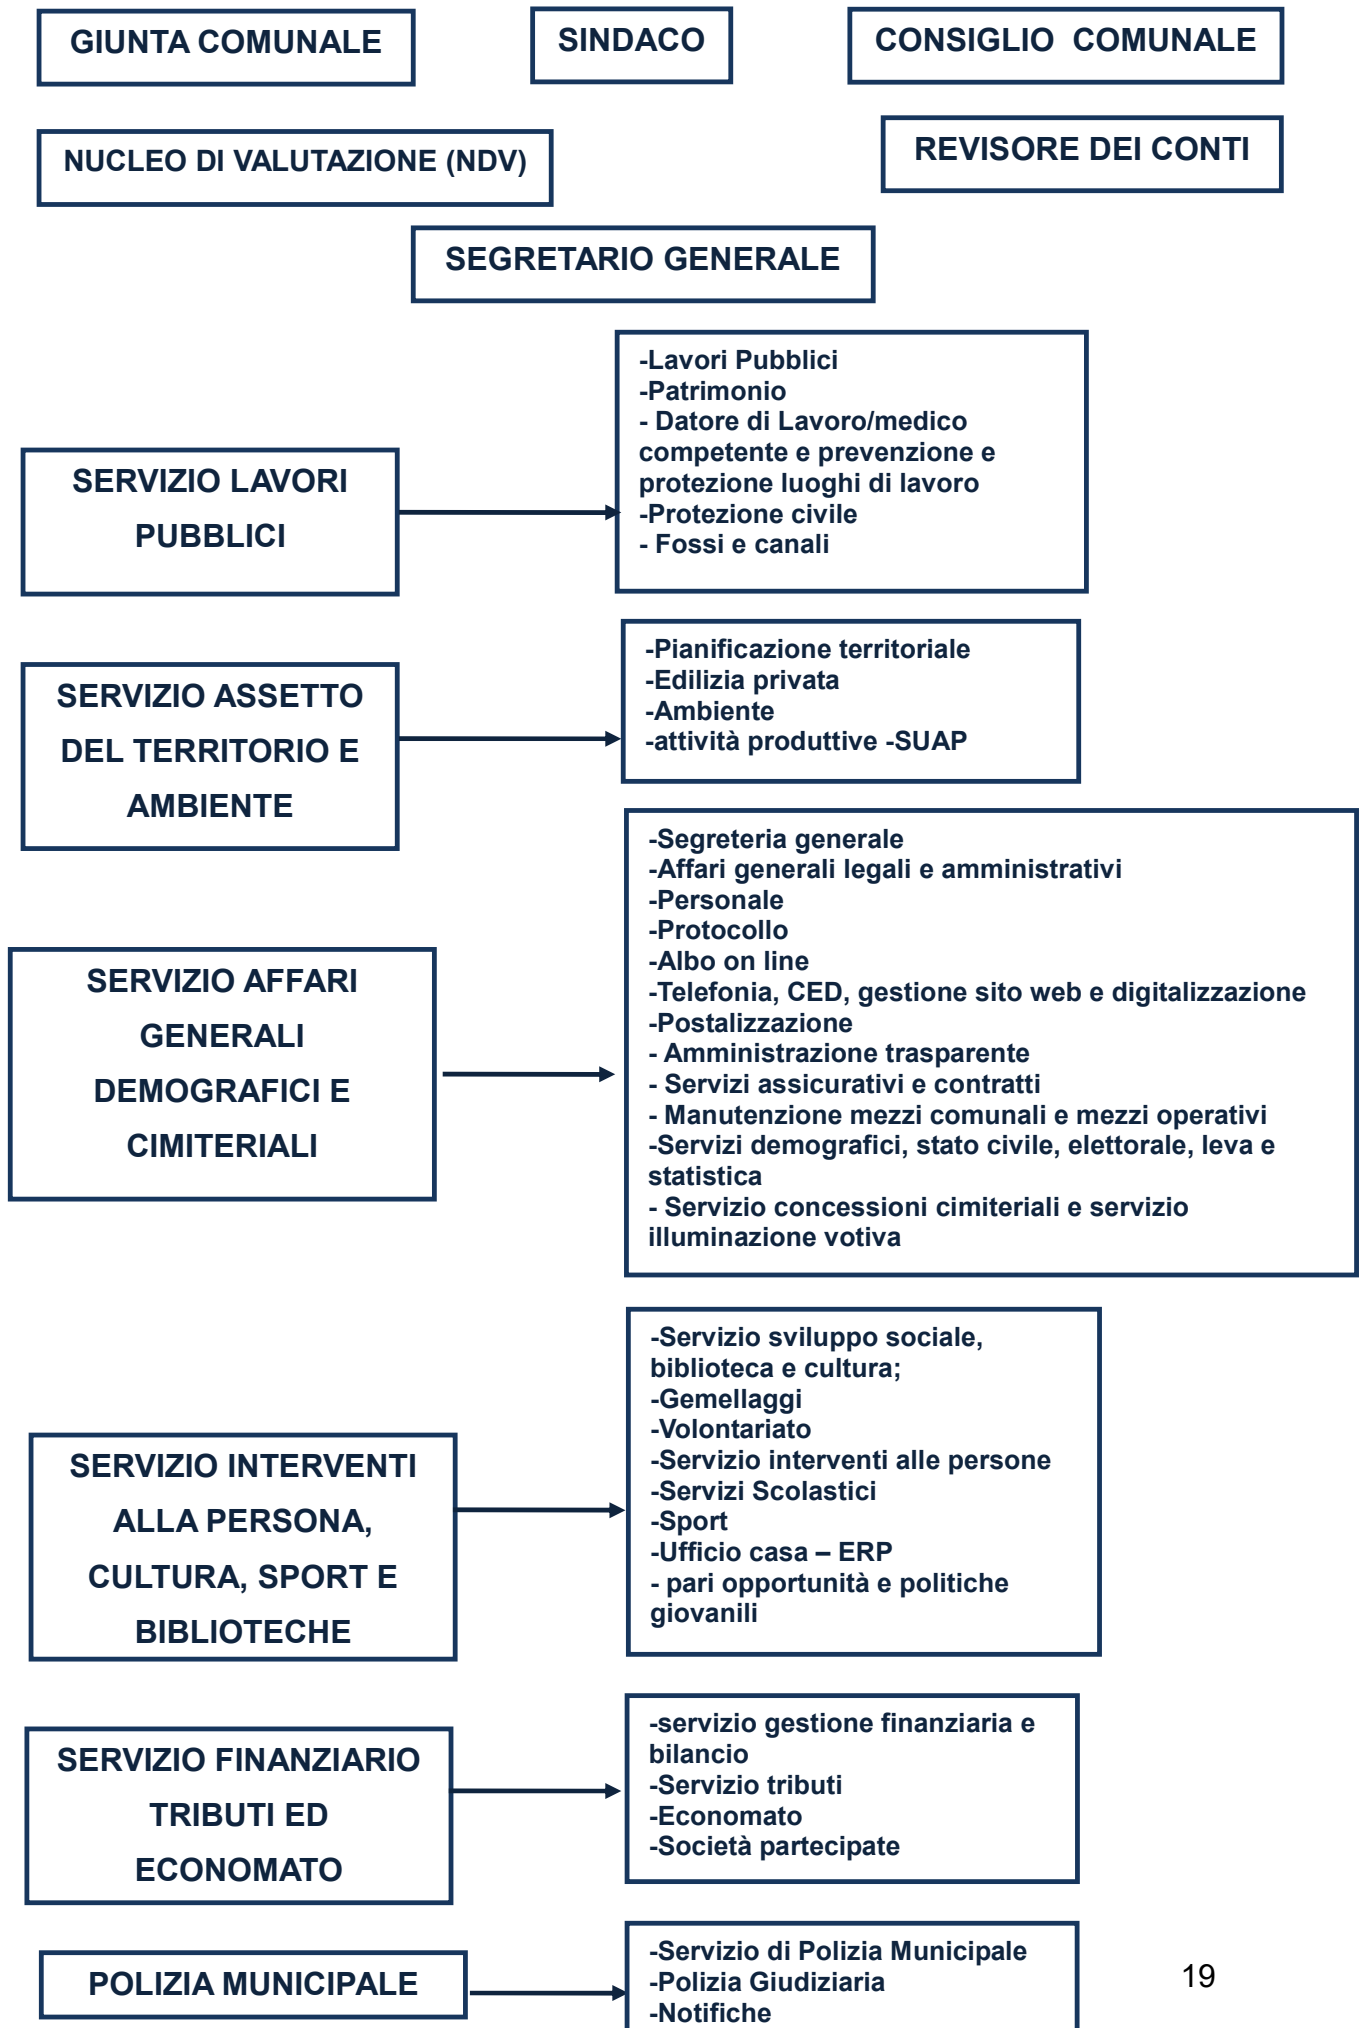 GIUNTA COMUNALE
SINDACO
CONSIGLIO COMUNALE
NUCLEO DI VALUTAZIONE (NDV)
REVISORE DEI CONTI
SEGRETARIO GENERALE
SERVIZIO LAVORI
PUBBLICI
-Lavori Pubblici
-Patrimonio
- Datore di Lavoro/medico
competente e prevenzione e
protezione luoghi di lavoro
-Protezione civile
- Fossi e canali
SERVIZIO ASSETTO
DEL TERRITORIO E
AMBIENTE
-Pianificazione territoriale
-Edilizia privata
-Ambiente
-attività produttive -SUAP
SERVIZIO AFFARI
GENERALI
DEMOGRAFICI E
CIMITERIALI
-Segreteria generale
-Affari generali legali e amministrativi
-Personale
-Protocollo
-Albo on line
-Telefonia, CED, gestione sito web e digitalizzazione
-Postalizzazione
- Amministrazione trasparente
- Servizi assicurativi e contratti
- Manutenzione mezzi comunali e mezzi operativi
-Servizi demografici, stato civile, elettorale, leva e
statistica
- Servizio concessioni cimiteriali e servizio
illuminazione votiva
SERVIZIO INTERVENTI
ALLA PERSONA,
CULTURA, SPORT E
BIBLIOTECHE
-Servizio sviluppo sociale,
biblioteca e cultura;
-Gemellaggi
-Volontariato
-Servizio interventi alle persone
-Servizi Scolastici
-Sport
-Ufficio casa – ERP
- pari opportunità e politiche
giovanili
SERVIZIO FINANZIARIO
TRIBUTI ED
ECONOMATO
-servizio gestione finanziaria e
bilancio
-Servizio tributi
-Economato
-Società partecipate
POLIZIA MUNICIPALE
-Servizio di Polizia Municipale
-Polizia Giudiziaria
-Notifiche
19